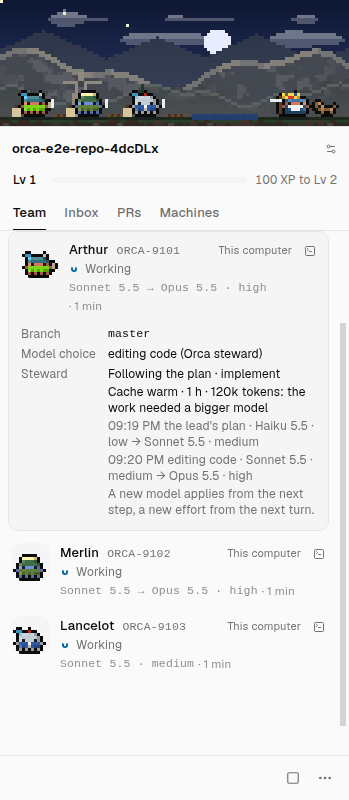 orca-e2e-repo-4dcDLx
Lv 1
100 XP to Lv 2
Team
Inbox
PRs
Machines
Arthur ORCA-9101 This computer
Working
Sonnet 5.5 → Opus 5.5 · high
· 1 min
Branch master
Model choice editing code (Orca steward)
Steward Following the plan · implement
Cache warm · 1 h · 120k tokens: the
work needed a bigger model
09:19 PM the lead's plan · Haiku 5.5 ·
low → Sonnet 5.5 · medium
09:20 PM editing code · Sonnet 5.5 ·
medium → Opus 5.5 · high
A new model applies from the next
step, a new effort from the next turn.
Merlin ORCA-9102 This computer
Working
Sonnet 5.5 → Opus 5.5 · high · 1 min
Lancelot ORCA-9103 This computer
Working
Sonnet 5.5 · medium · 1 min